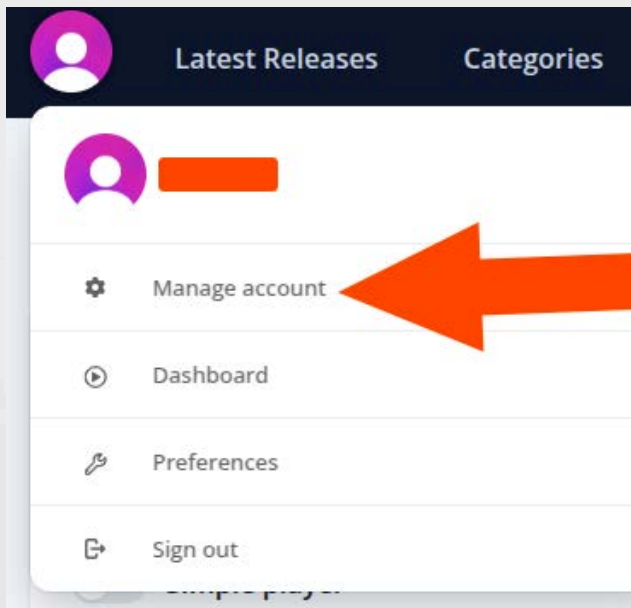 Latest Releases Categories
Manage account
Dashboard
Preferences
Sign out